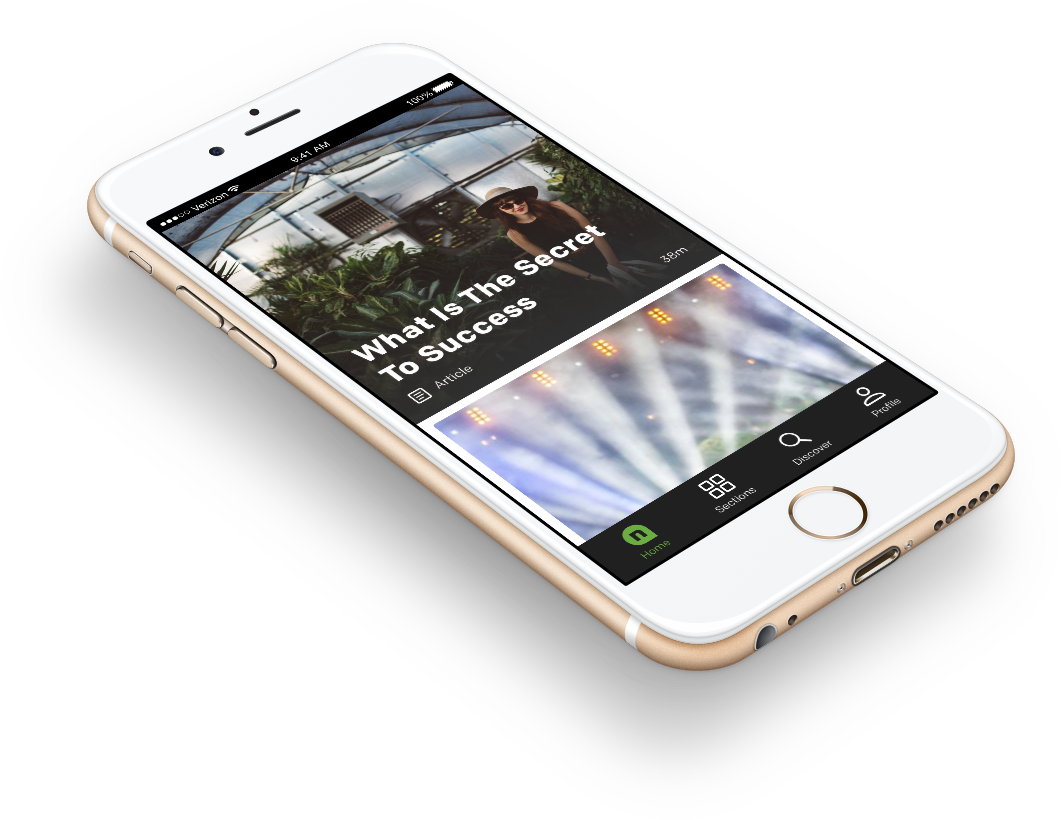 Verizon 9:41 AM 100%
What Is The Secret
To Success
Article 38m
n
Home Sections Discover Profile